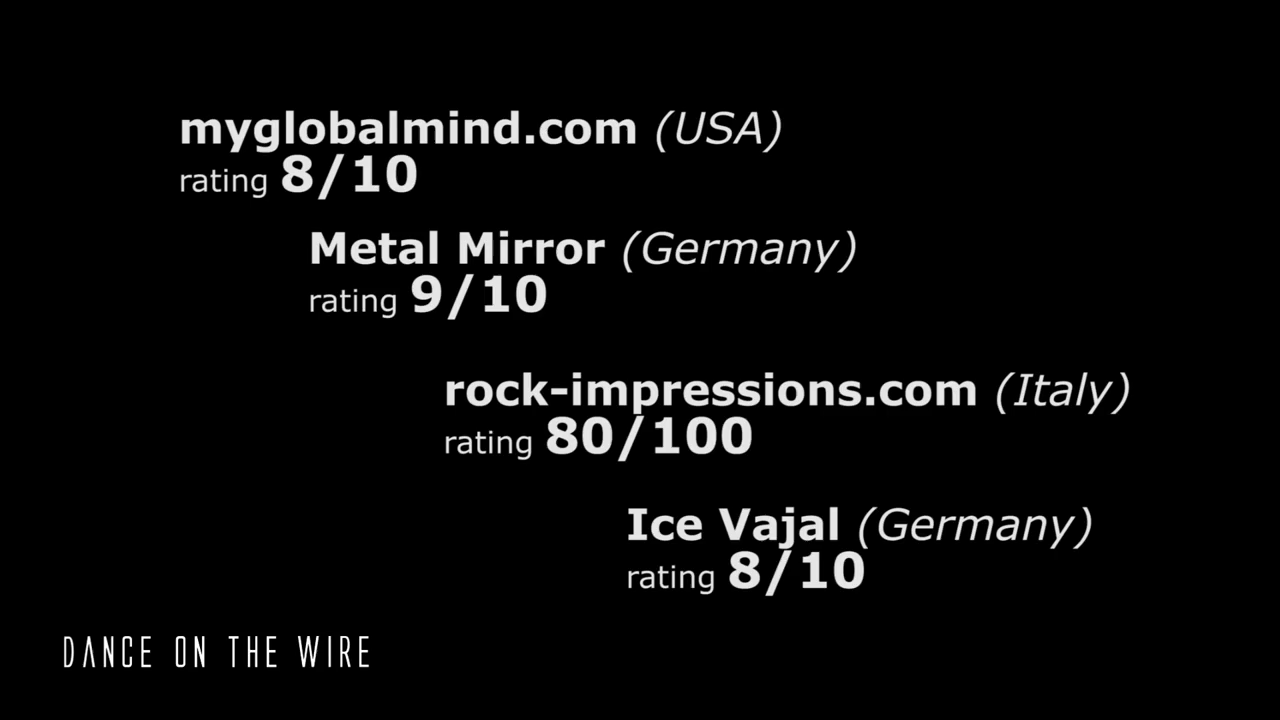 myglobalmind.com (USA)
rating 8/10
Metal Mirror (Germany)
rating 9/10
rock-impressions.com (Italy)
rating 80/100
Ice Vajal (Germany)
rating 8/10
DANCE ON THE WIRE